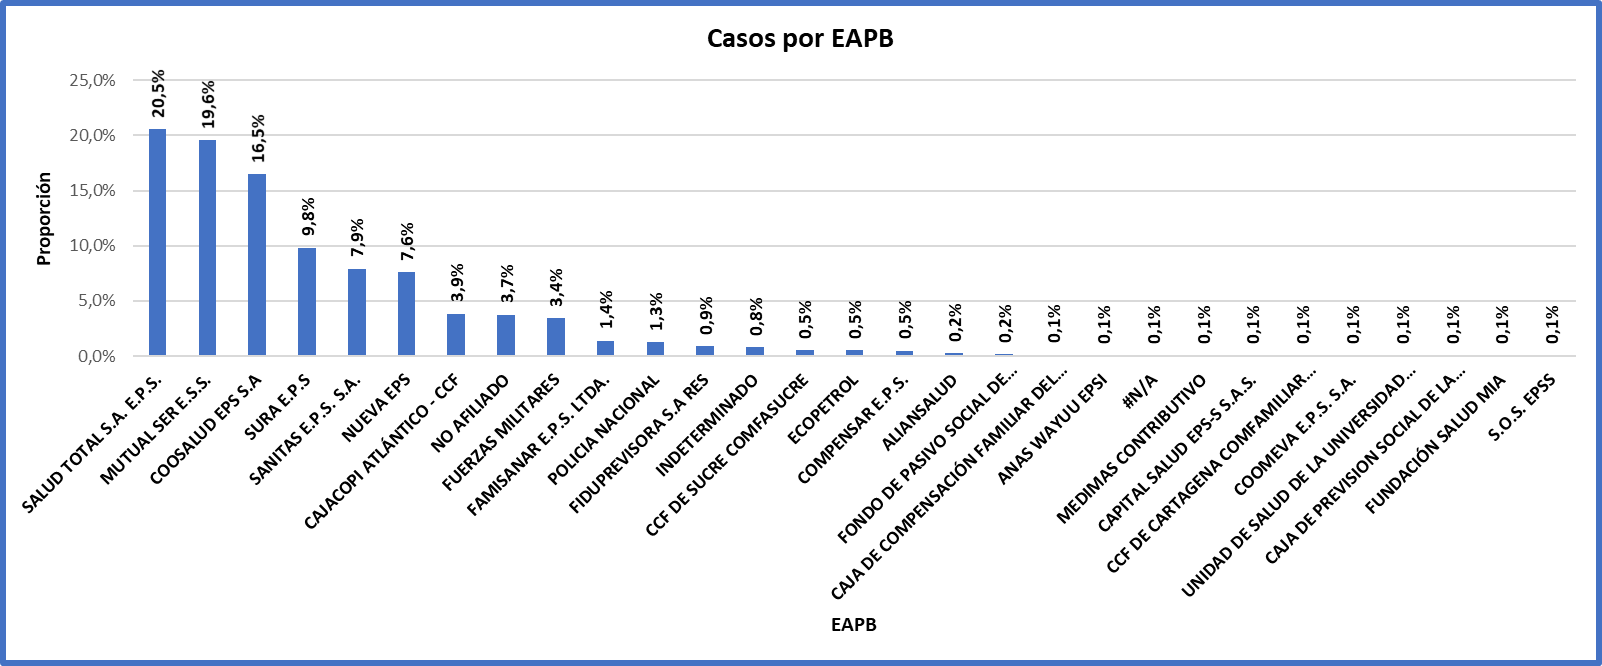 Casos por EAPB
Proporción
25,0%
20,0%
15,0%
10,0%
5,0%
0,0%
20,5%
19,6%
16,5%
9,8%
7,9%
7,6%
3,9%
3,7%
3,4%
1,4%
1,3%
0,9%
0,8%
0,5%
0,5%
0,5%
0,2%
0,2%
0,1%
0,1%
0,1%
0,1%
0,1%
0,1%
0,1%
0,1%
0,1%
0,1%
0,1%
SALUD TOTAL S.A. E.P.S.
MUTUAL SER E.S.S.
COOSALUD EPS S.A
SURA E.P.S
SANITAS E.P.S. S.A.
NUEVA EPS
CAJACOPI ATLÁNTICO - CCF
NO AFILIADO
FUERZAS MILITARES
FAMISANAR E.P.S. LTDA.
POLICIA NACIONAL
FIDUPREVISORA S.A RES
INDETERMINADO
CCF DE SUCRE COMFASUCRE
ECOPETROL
COMPENSAR E.P.S.
ALIANSALUD
FONDO DE PASIVO SOCIAL DE...
CAJA DE COMPENSACIÓN FAMILIAR DEL...
ANAS WAYUU EPSI
#N/A
MEDIMAS CONTRIBUTIVO
CAPITAL SALUD EPS-S S.A.S.
CCF DE CARTAGENA COMFAMILIAR...
COOMEVA E.P.S. S.A.
UNIDAD DE SALUD DE LA UNIVERSIDAD...
CAJA DE PREVISION SOCIAL DE LA...
FUNDACIÓN SALUD MIA
S.O.S. EPSS
EAPB